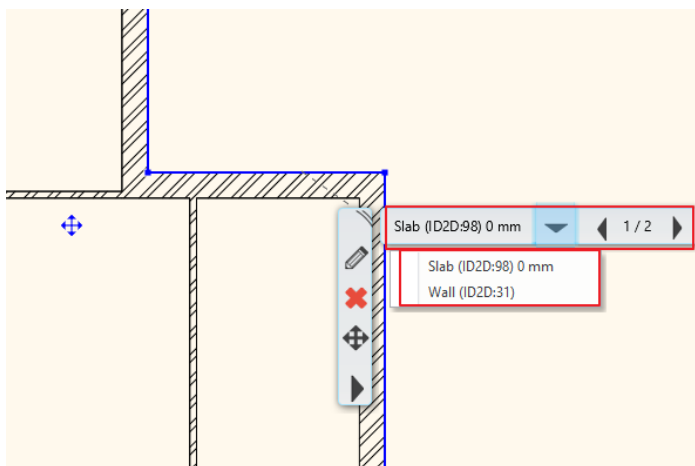 Slab (ID2D:98) 0 mm 1 / 2
Slab (ID2D:98) 0 mm
Wall (ID2D:31)